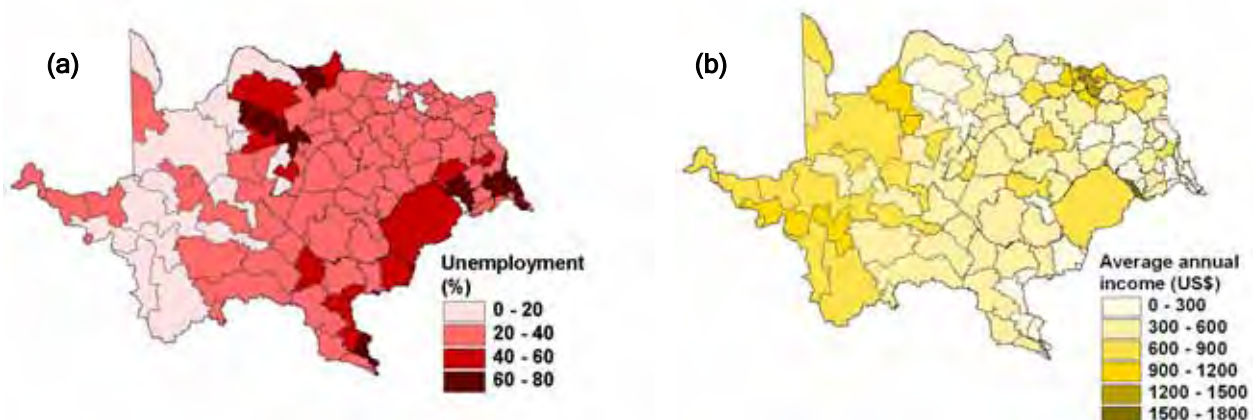 (a)
Unemployment
(%)
0 - 20
20 - 40
40 - 60
60 - 80
(b)
Average annual
income (US$)
0 - 300
300 - 600
600 - 900
900 - 1200
1200 - 1500
1500 - 1800